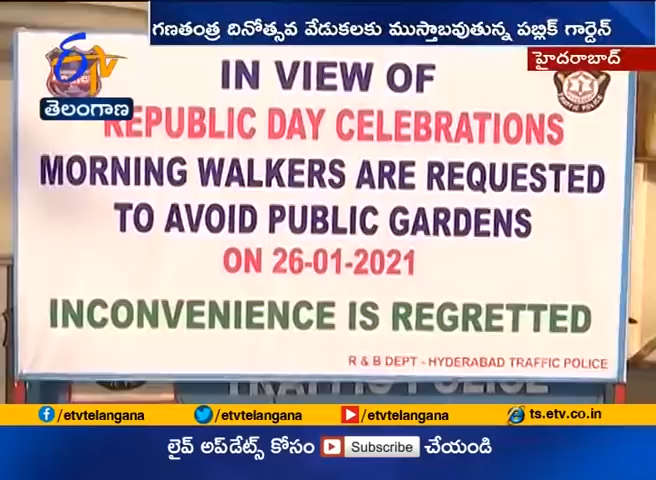 గణతంత్ర దినోత్సవ వేడుకలకు ముస్తాబవుతున్న పబ్లిక్ గార్డెన్
హైదరాబాద్
ETV
తెలంగాణ
IN VIEW OF
REPUBLIC DAY CELEBRATIONS
MORNING WALKERS ARE REQUESTED
TO AVOID PUBLIC GARDENS
ON 26-01-2021
INCONVENIENCE IS REGRETTED
R & B DEPT - HYDERABAD TRAFFIC POLICE
TRAFFIC POLICE
/etvtelangana /etvtelangana /etvtelangana ts.etv.co.in
లైవ్ అప్‌డేట్స్ కోసం Subscribe చేయండి